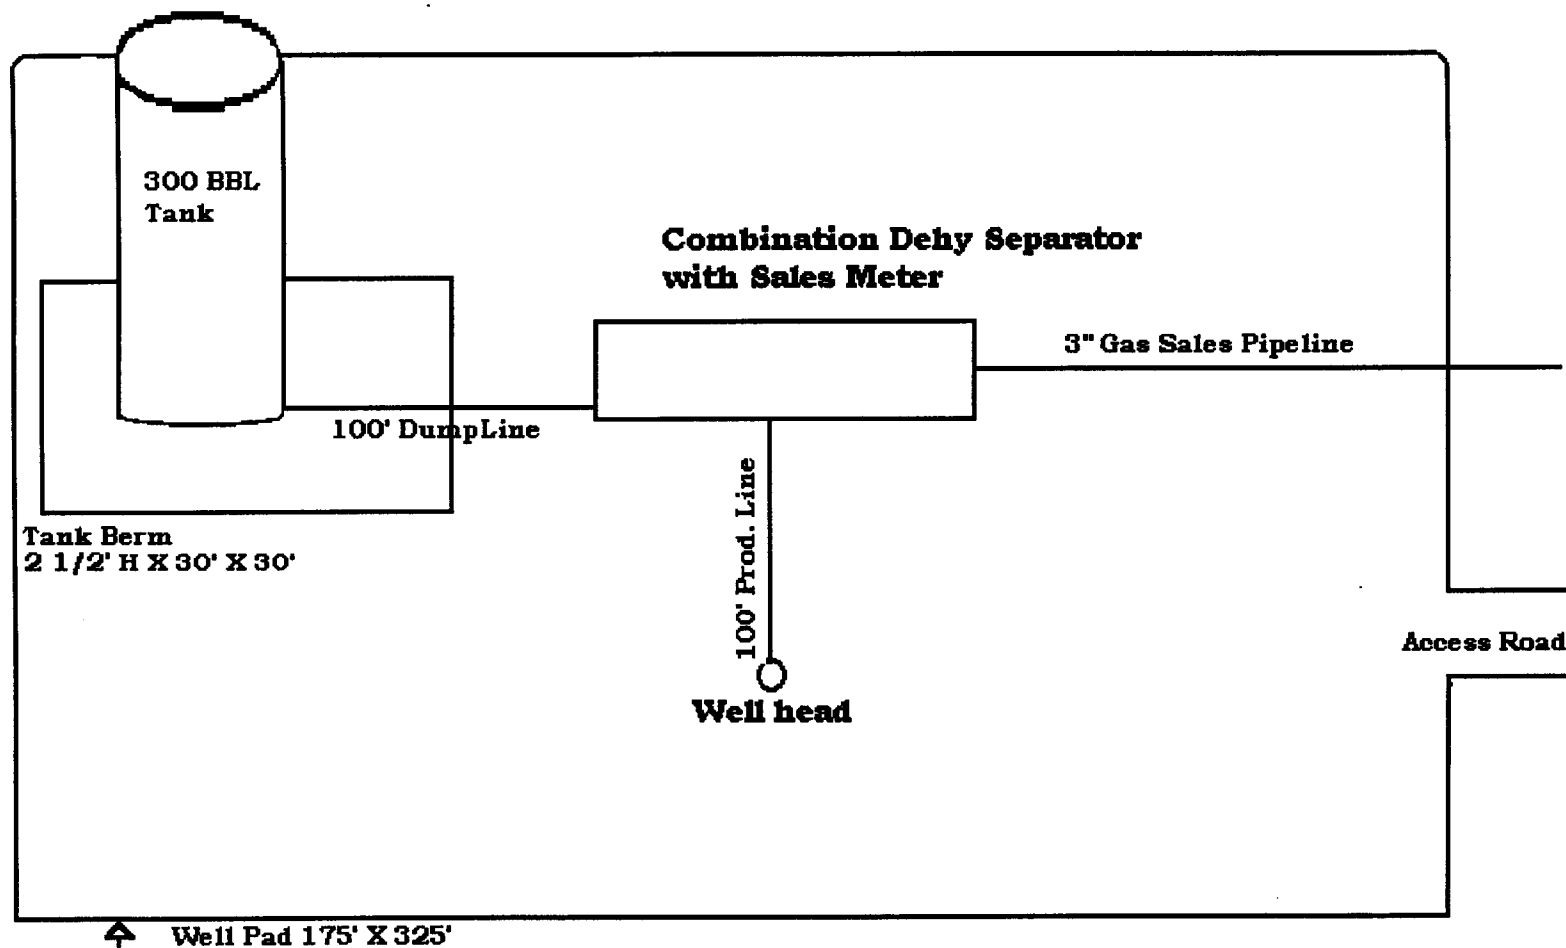 300 BBL
Tank
Combination Dehy Separator
with Sales Meter
3" Gas Sales Pipeline
100' DumpLine
100' Prod. Line
Tank Berm
2 1/2' H X 30' X 30'
Access Road
Well head
Well Pad 175' X 325'